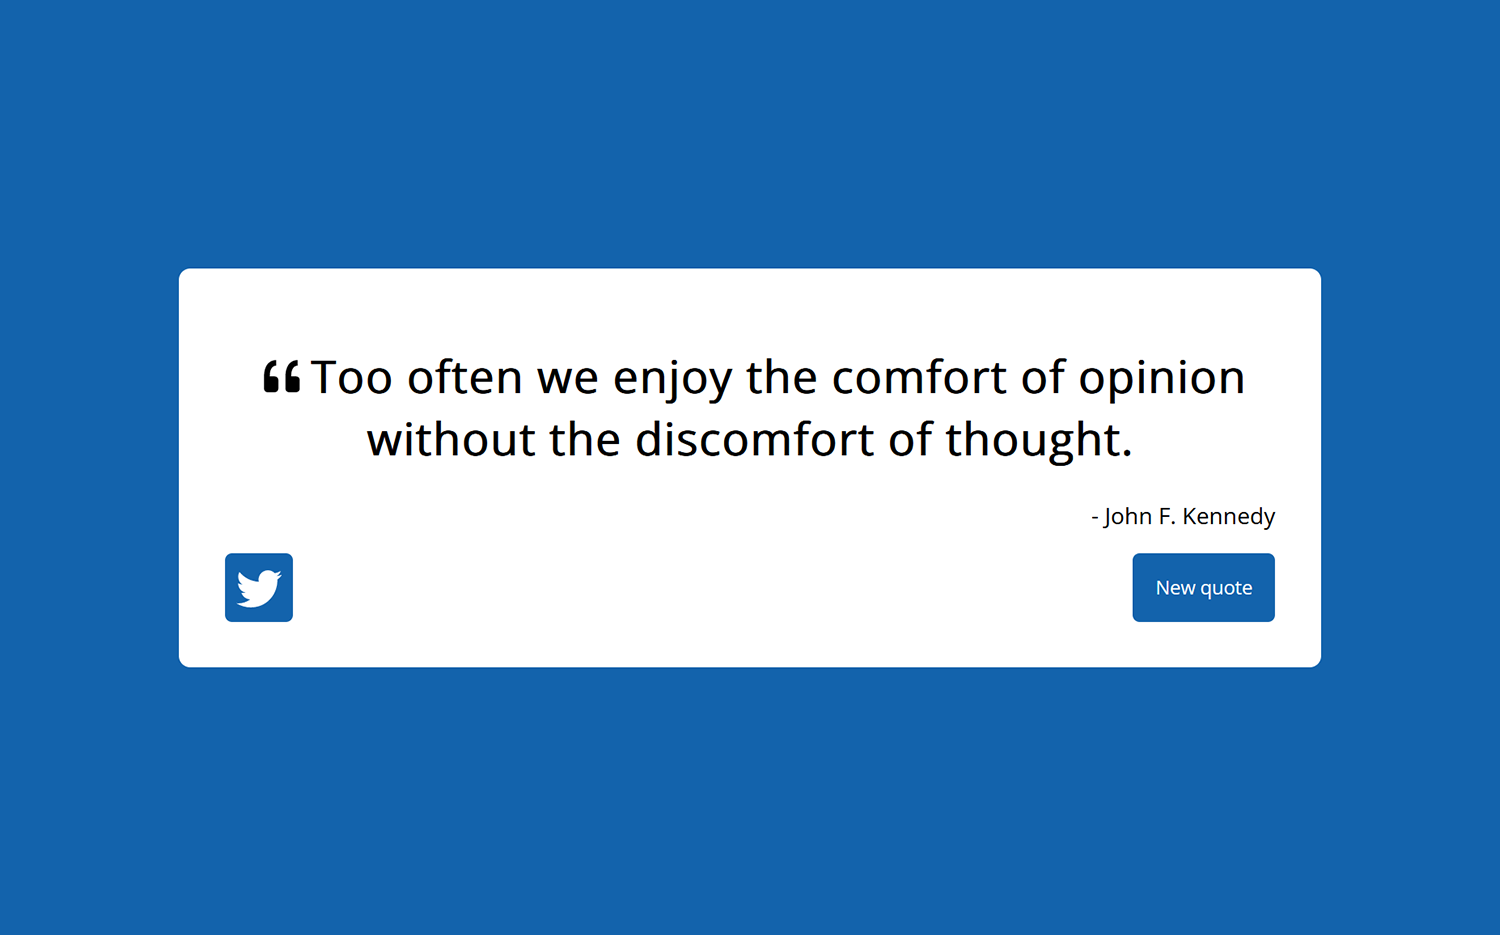 “ Too often we enjoy the comfort of opinion
without the discomfort of thought.
- John F. Kennedy
New quote